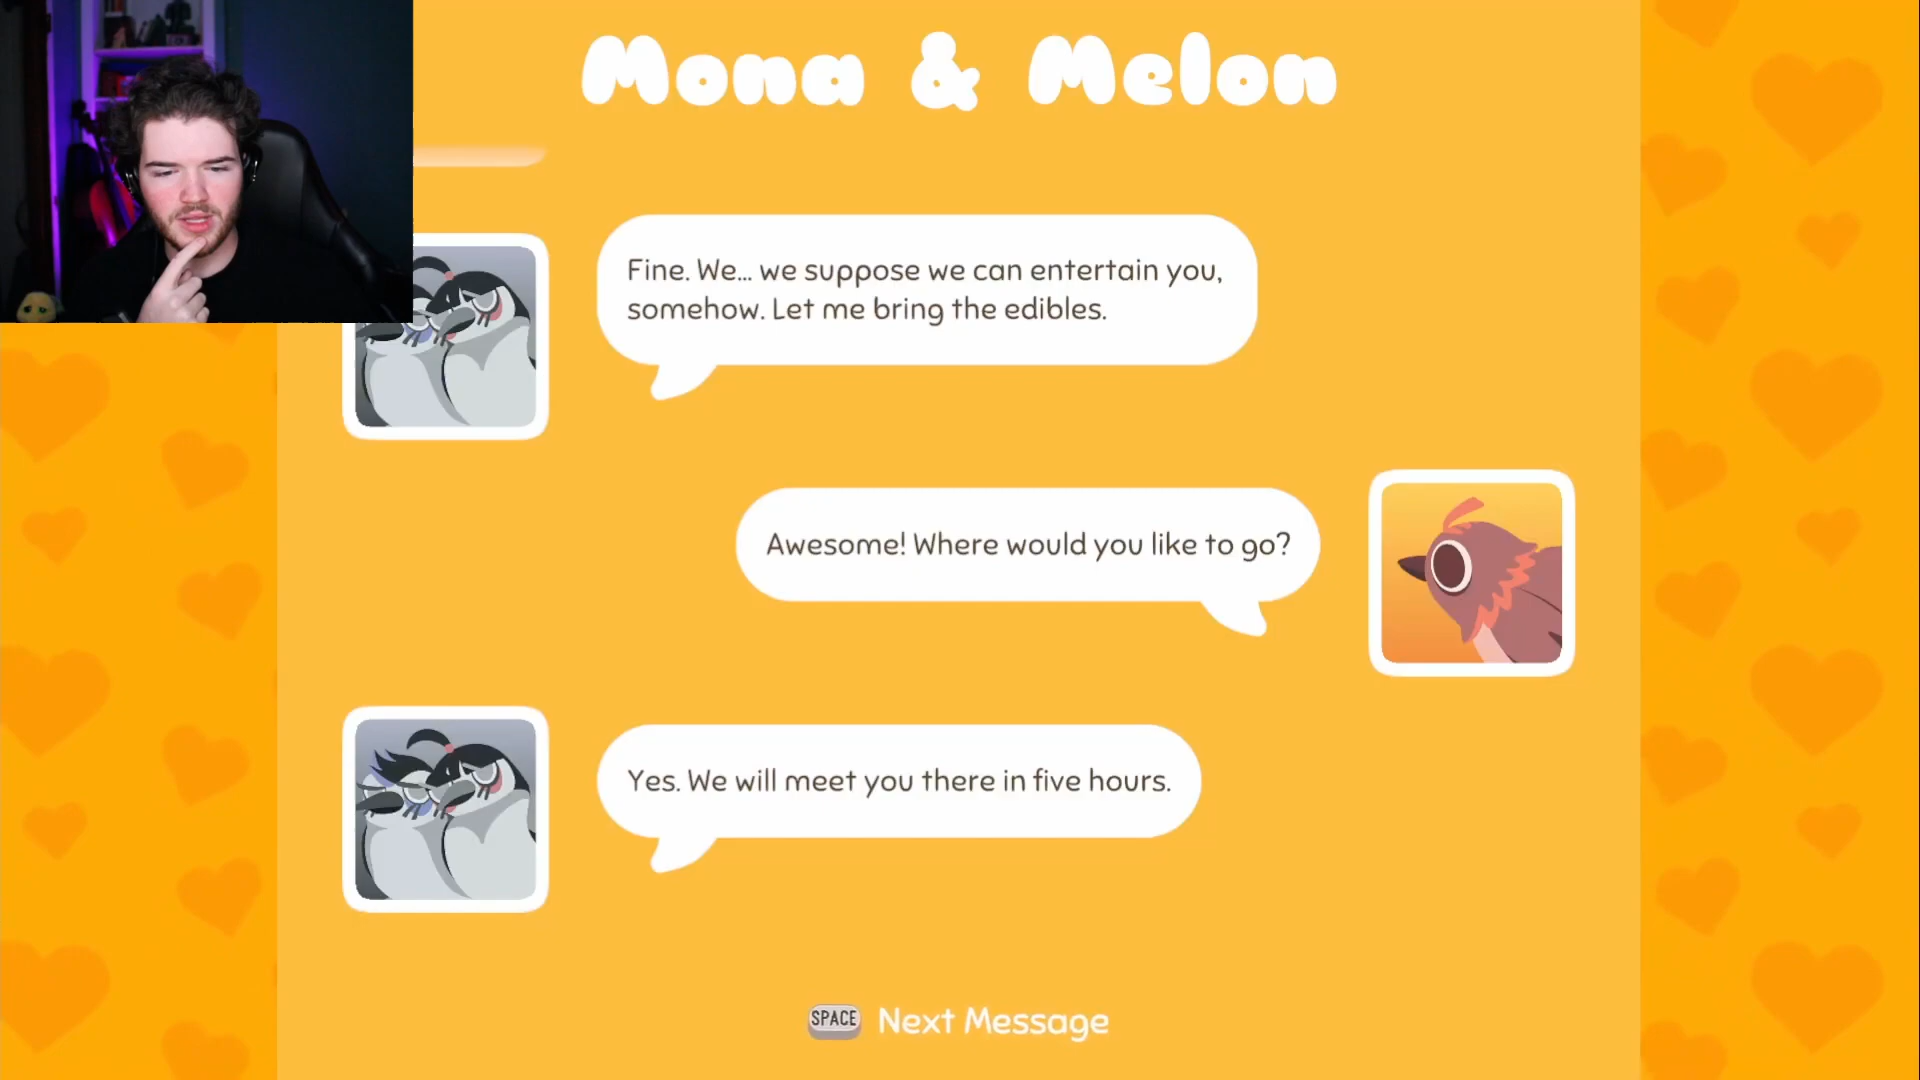 Mona & Melon
Fine. We... we suppose we can entertain you,
somehow. Let me bring the edibles.
Awesome! Where would you like to go?
Yes. We will meet you there in five hours.
SPACE Next Message